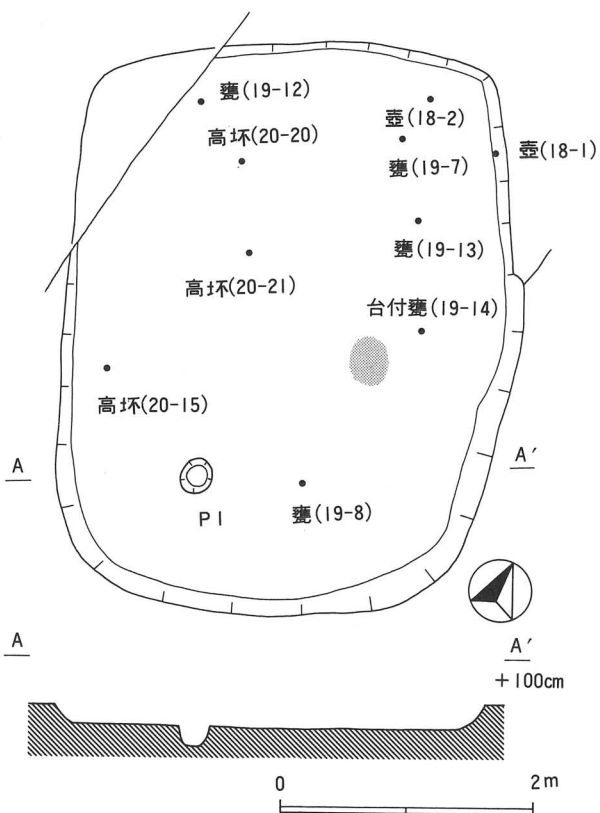 甕(19-12)
壺(18-2)
高坏(20-20)
壺(18-1)
甕(19-7)
甕(19-13)
高坏(20-21)
台付甕(19-14)
高坏(20-15)
A
A′
P1
甕(19-8)
A
A′
+100cm
0
2m